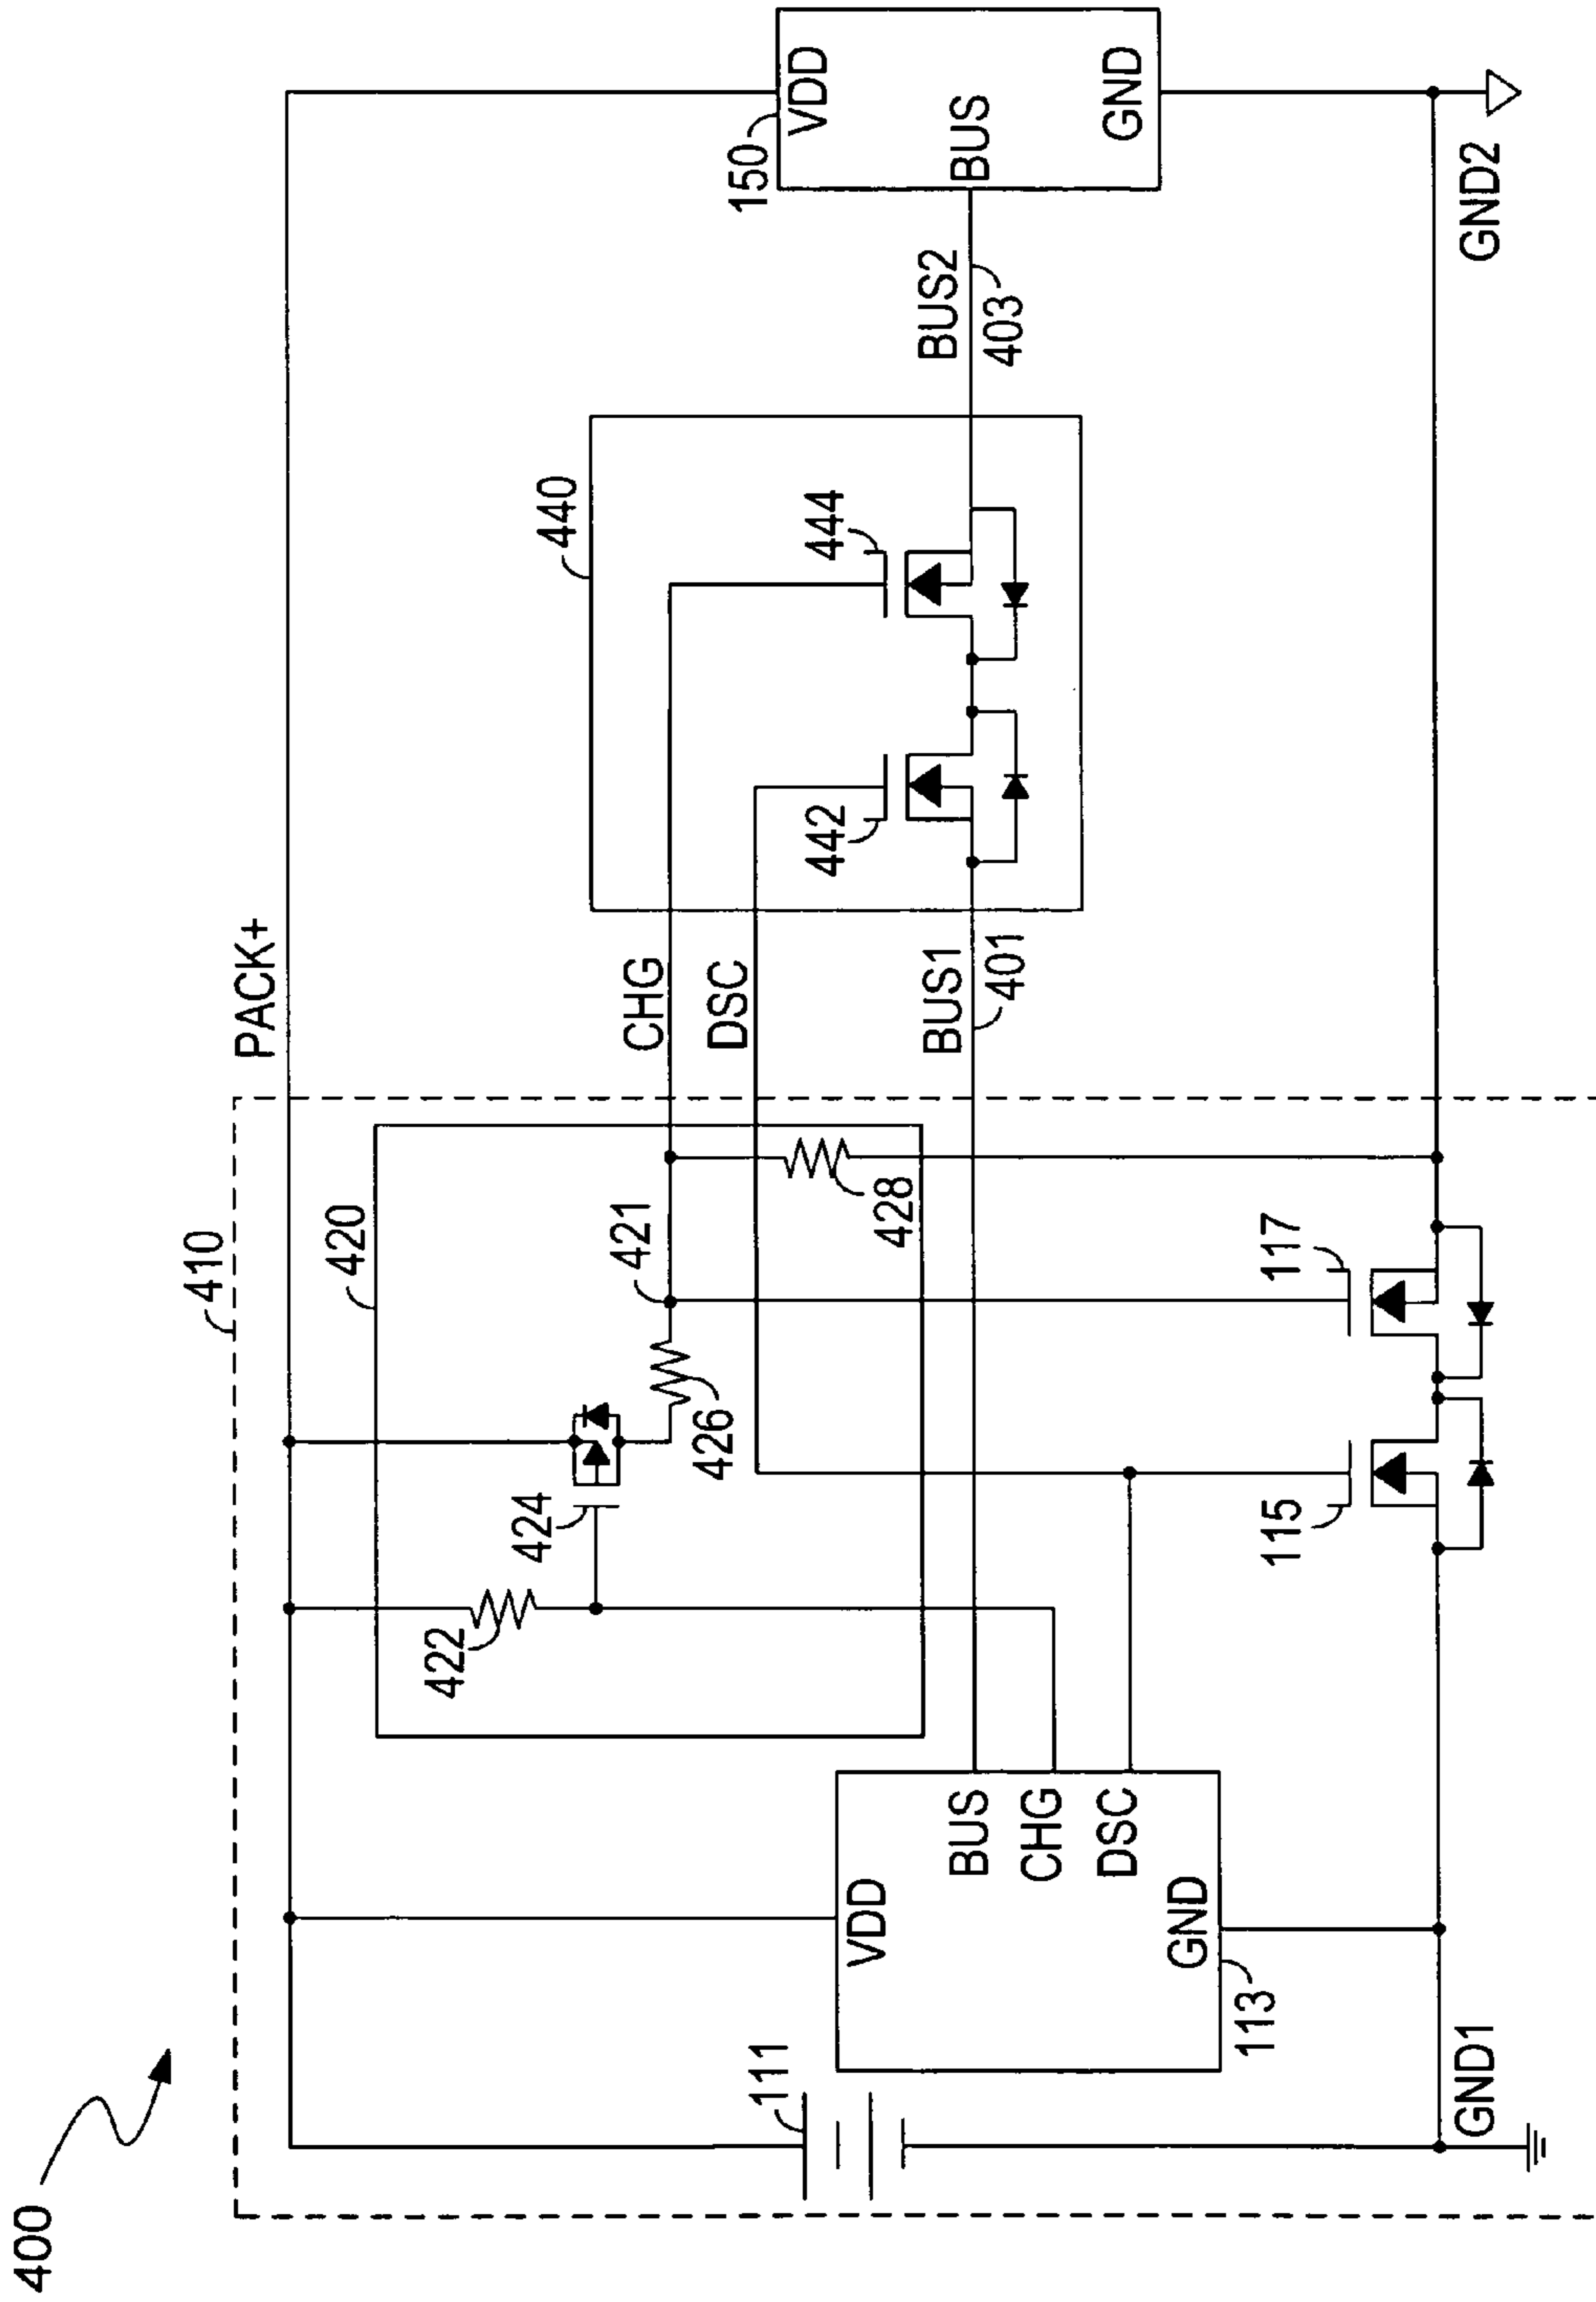 400
410
PACK+
420
440
150
VDD
BUS
GND
422
424
426
421
428
CHG
DSC
442
444
BUS1
401
BUS2
403
111
VDD
BUS
CHG
DSC
GND
113
115
117
GND1
GND2